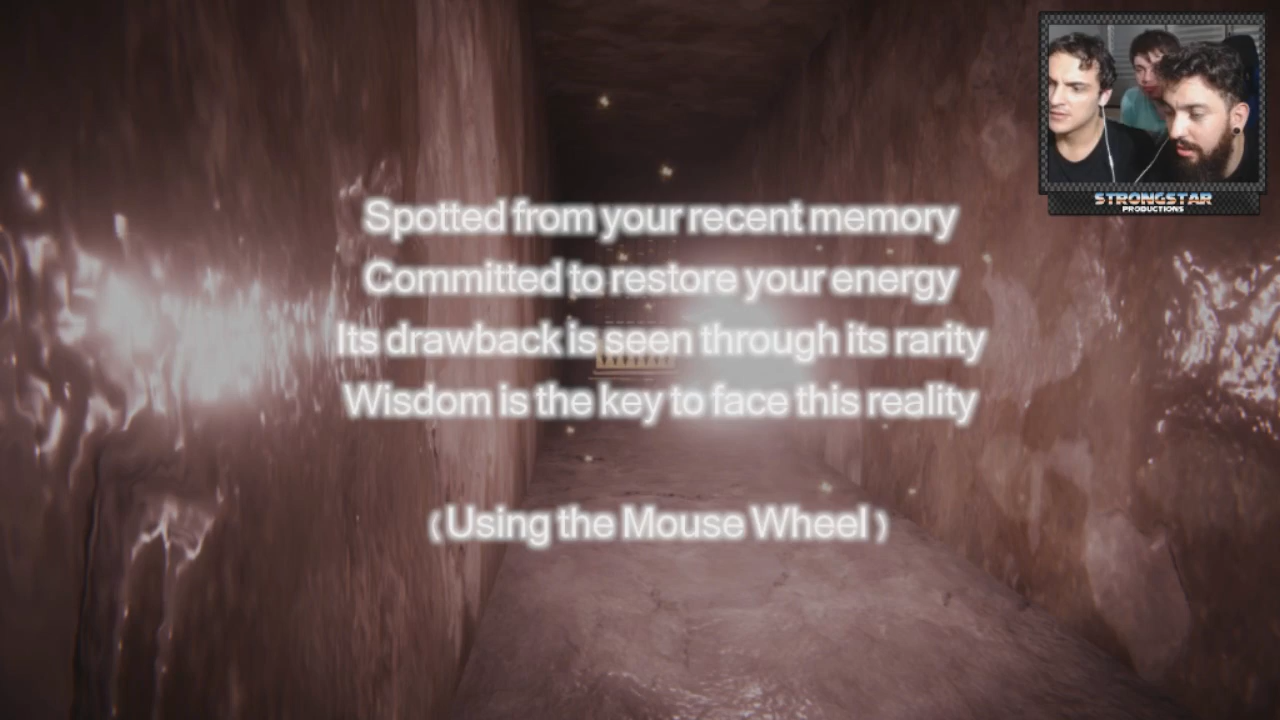 Spotted from your recent memory
Committed to restore your energy
Its drawback is seen through its rarity
Wisdom is the key to face this reality
(Using the Mouse Wheel)
STRONGSTAR
PRODUCTIONS